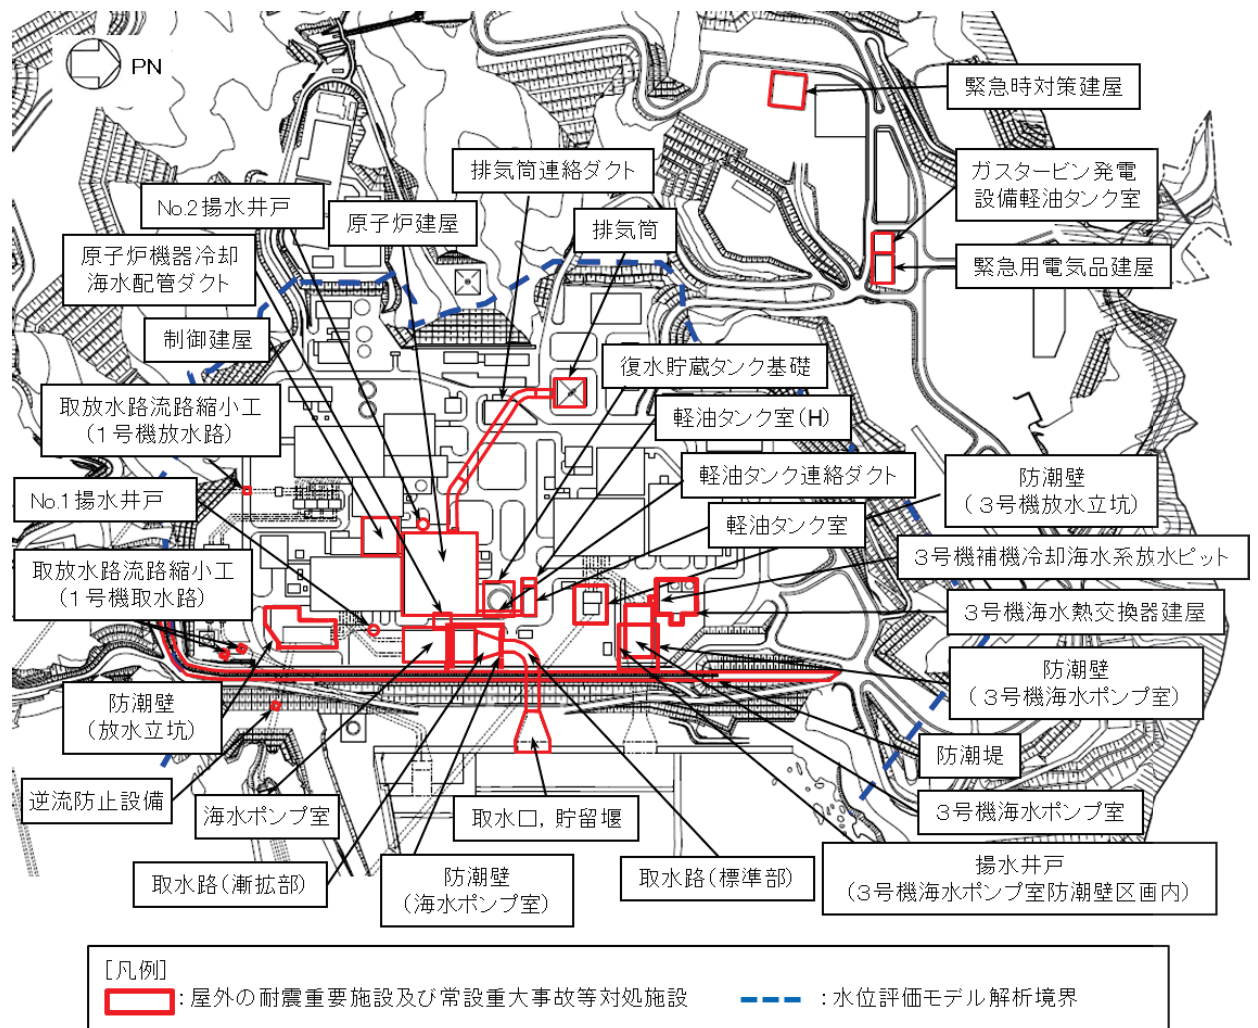 PN
緊急時対策建屋
ガスタービン発電
設備軽油タンク室
緊急用電気品建屋
排気筒連絡ダクト
No.2揚水井戸
原子炉建屋
排気筒
原子炉機器冷却
海水配管ダクト
制御建屋
復水貯蔵タンク基礎
取放水路流路縮小工
(1号機放水路)
軽油タンク室(H)
軽油タンク連絡ダクト
防潮壁
(3号機放水立坑)
No.1揚水井戸
軽油タンク室
3号機補機冷却海水系放水ピット
取放水路流路縮小工
(1号機取水路)
3号機海水熱交換器建屋
防潮壁
(3号機海水ポンプ室)
防潮壁
(放水立坑)
防潮堤
逆流防止設備
海水ポンプ室
取水口,貯留堰
3号機海水ポンプ室
取水路(漸拡部)
防潮壁
(海水ポンプ室)
取水路(標準部)
揚水井戸
(3号機海水ポンプ室防潮壁区画内)
[凡例]
:屋外の耐震重要施設及び常設重大事故等対処施設
:水位評価モデル解析境界